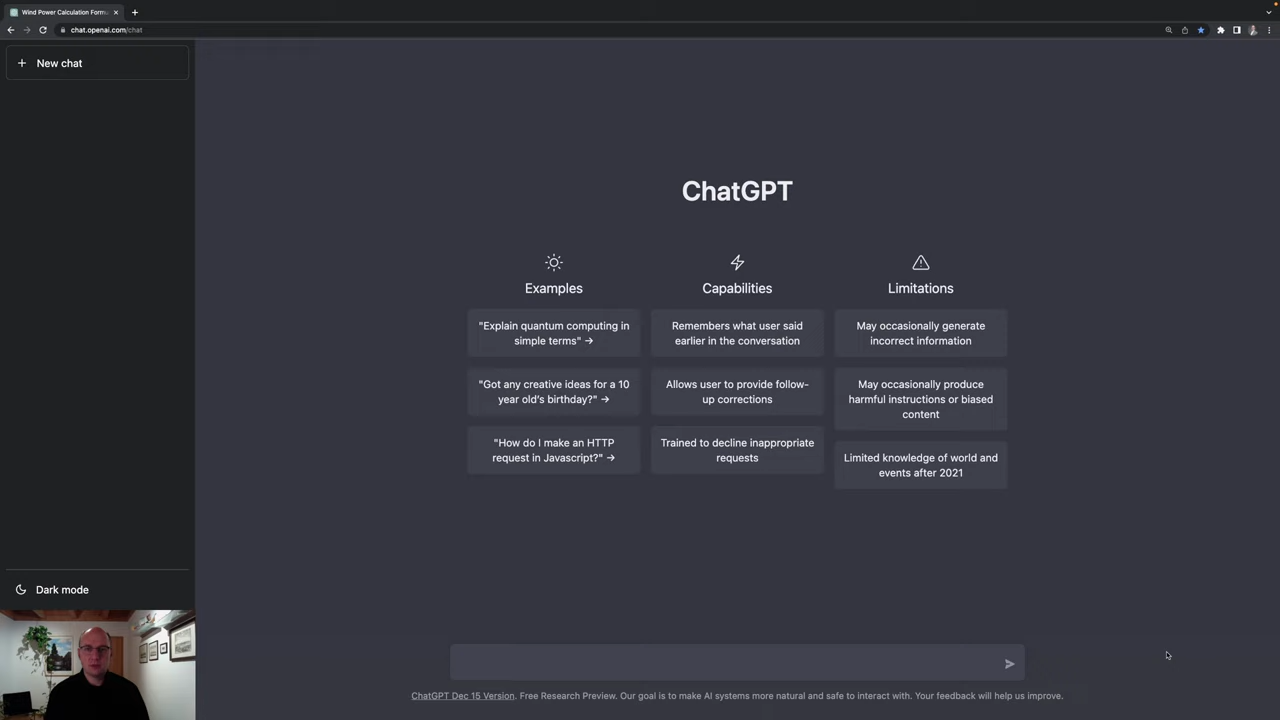 Wind Power Calculation Form
chat.openai.com/chat
New chat
ChatGPT
Examples
"Explain quantum computing in
simple terms" →
"Got any creative ideas for a 10
year old's birthday?" →
"How do I make an HTTP
request in Javascript?" →
Capabilities
Remembers what user said
earlier in the conversation
Allows user to provide follow-
up corrections
Trained to decline inappropriate
requests
Limitations
May occasionally generate
incorrect information
May occasionally produce
harmful instructions or biased
content
Limited knowledge of world and
events after 2021
Dark mode
ChatGPT Dec 15 Version. Free Research Preview. Our goal is to make AI systems more natural and safe to interact with. Your feedback will help us improve.